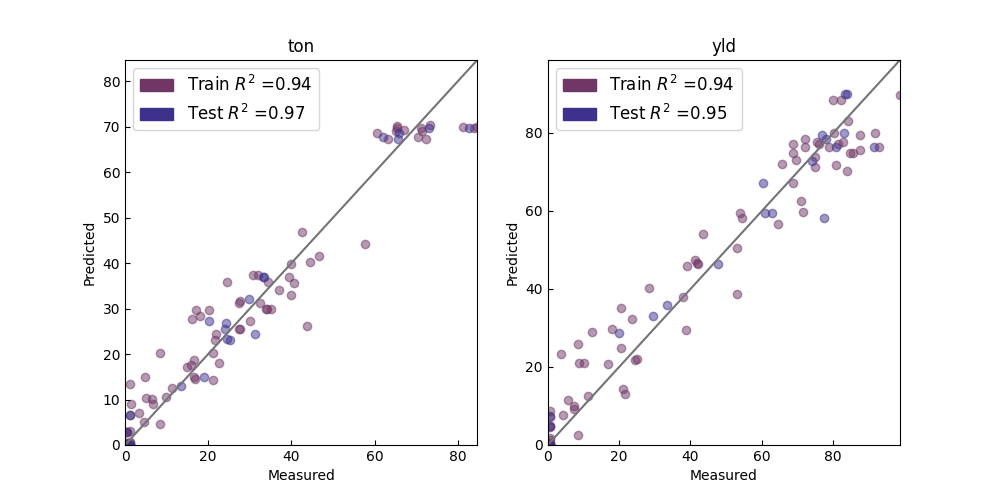 ton
Train R² =0.94
Test R² =0.97
80
70
60
50
40
30
20
10
0
0 20 40 60 80
Measured
Predicted
yld
Train R² =0.94
Test R² =0.95
80
60
40
20
0
0 20 40 60 80
Measured
Predicted